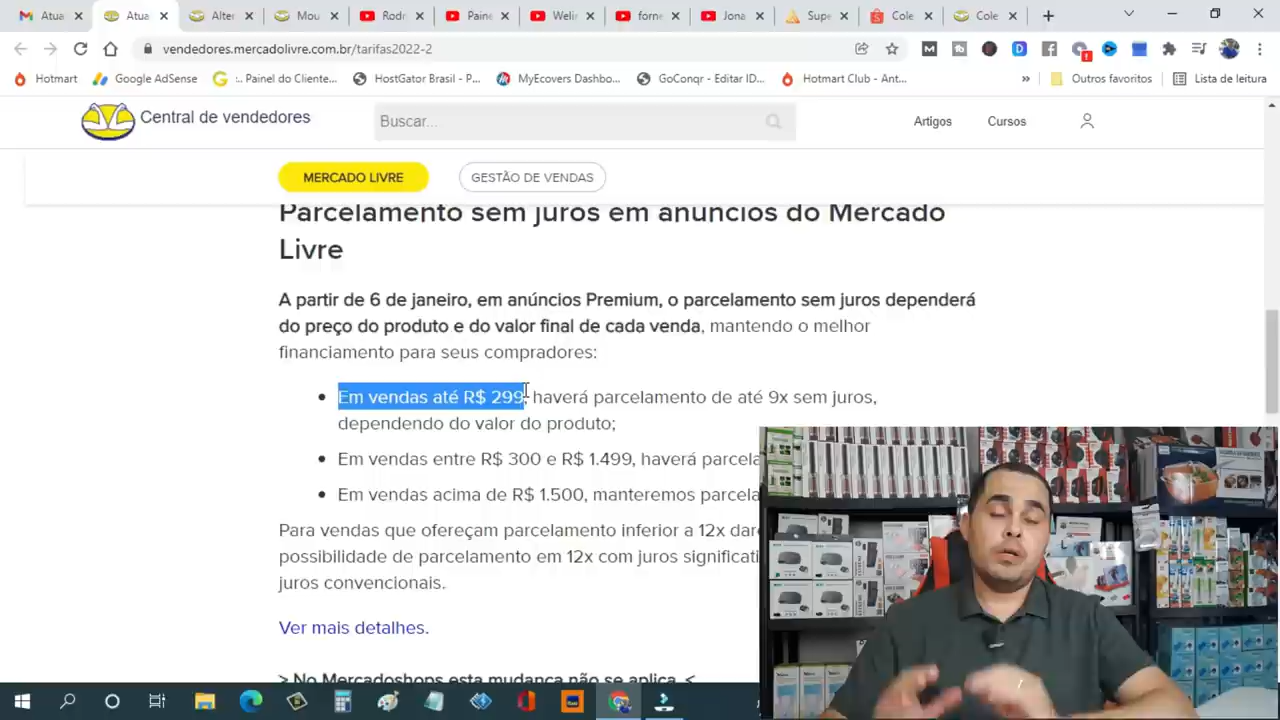 Atua
Atua
Alter
Mou
Rodr
Paine
Welin
forne
Jona
Supe
Cole
Cole
vendedores.mercadolivre.com.br/tarifas2022-2
Hotmart
Google AdSense
:. Painel do Cliente...
HostGator Brasil - P...
MyEcovers Dashbo...
GoConqr - Editar ID...
Hotmart Club - Ant...
»
Outros favoritos
Lista de leitura
Central de vendedores
Buscar...
Artigos
Cursos
MERCADO LIVRE
GESTÃO DE VENDAS
Parcelamento sem juros em anúncios do Mercado
Livre
A partir de 6 de janeiro, em anúncios Premium, o parcelamento sem juros dependerá
do preço do produto e do valor final de cada venda, mantendo o melhor
financiamento para seus compradores:
• Em vendas até R$ 299, haverá parcelamento de até 9x sem juros,
dependendo do valor do produto;
• Em vendas entre R$ 300 e R$ 1.499, haverá parcela
• Em vendas acima de R$ 1.500, manteremos parcela
Para vendas que ofereçam parcelamento inferior a 12x dar
possibilidade de parcelamento em 12x com juros significati
juros convencionais.
Ver mais detalhes.
> No Mercadoshops esta mudança não se aplica. <